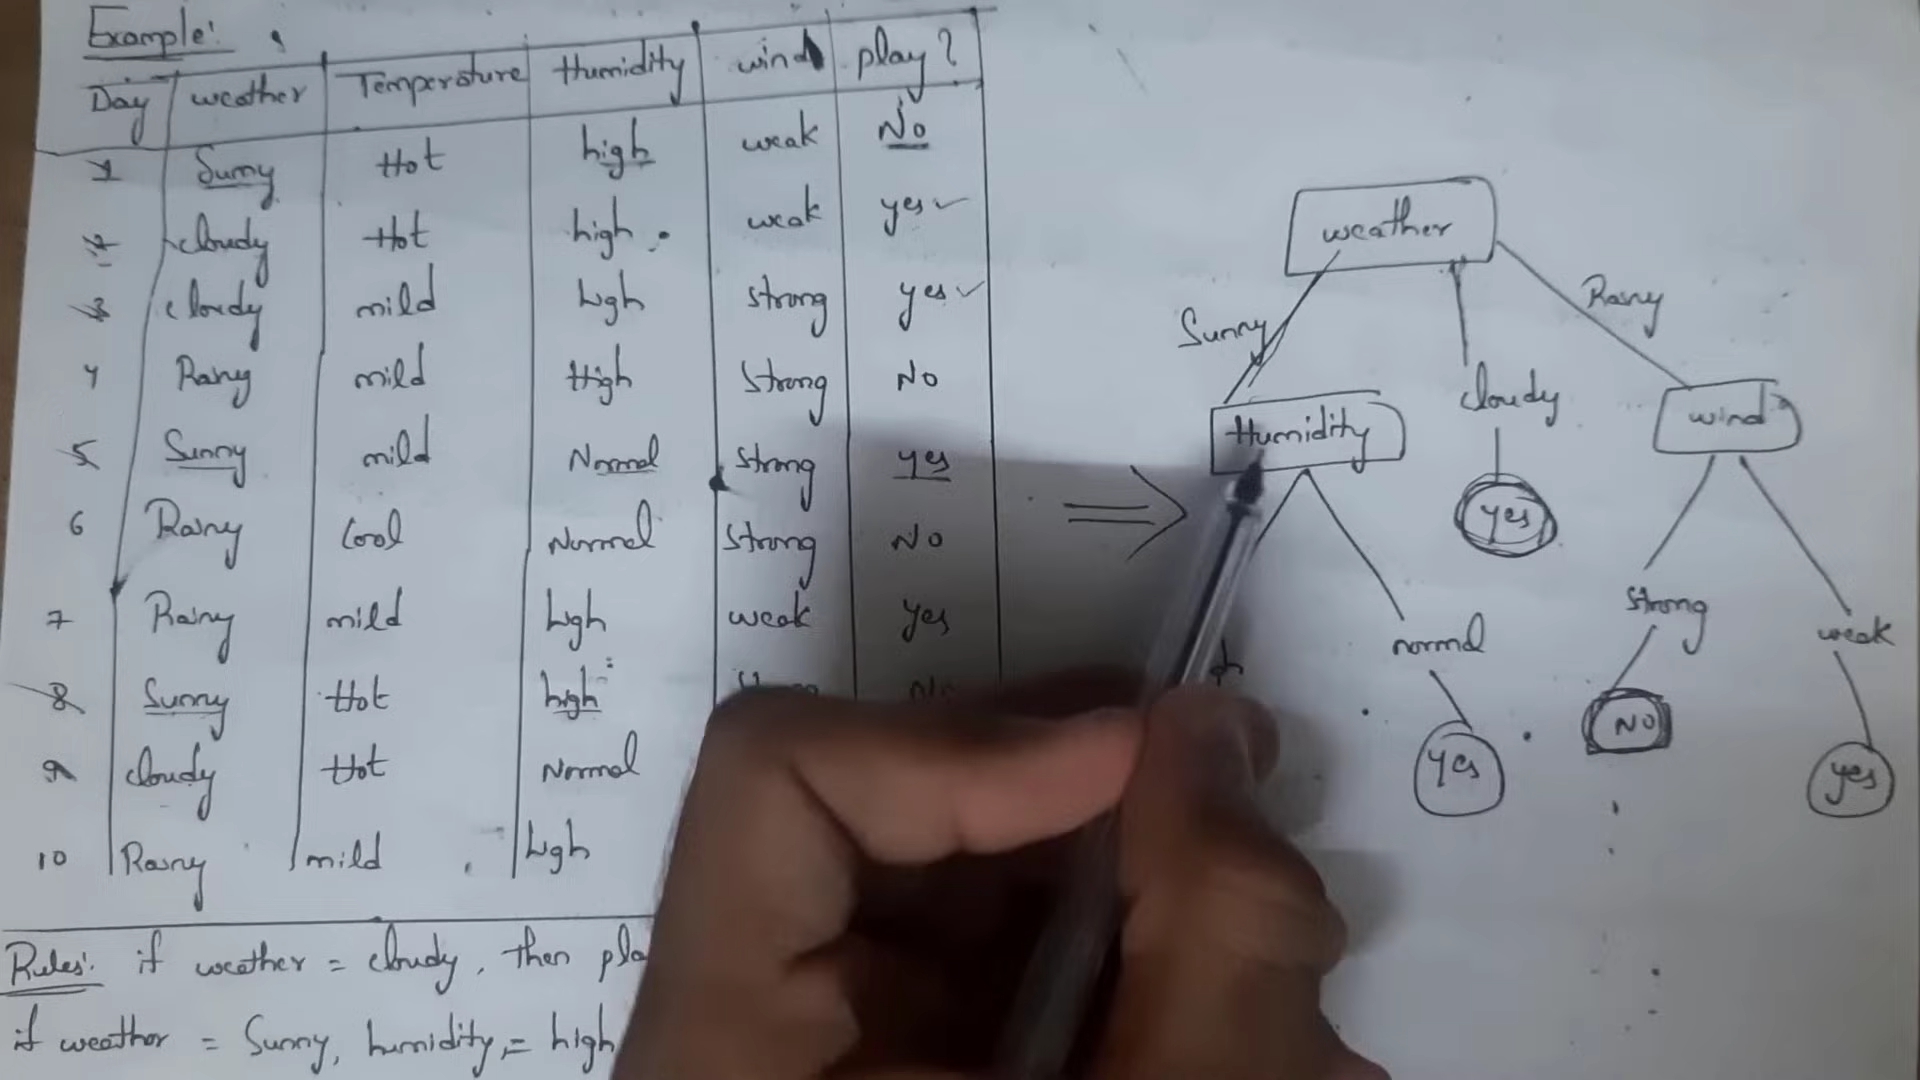 Example:
Day weather Temperature Humidity wind play?
1 Sunny Hot high weak No
2 cloudy Hot high weak yes
3 cloudy mild high strong yes
4 Rainy mild High Strong No
5 Sunny mild Normal strong yes
6 Rainy Cool Normal Strong No
7 Rainy mild high weak yes
8 Sunny Hot high
9 cloudy Hot Normal
10 Rainy mild high
Rules: if weather = cloudy, then
if weather = Sunny, humidity = high
weather
Sunny cloudy Rainy
Humidity yes wind
normal strong weak
yes No yes